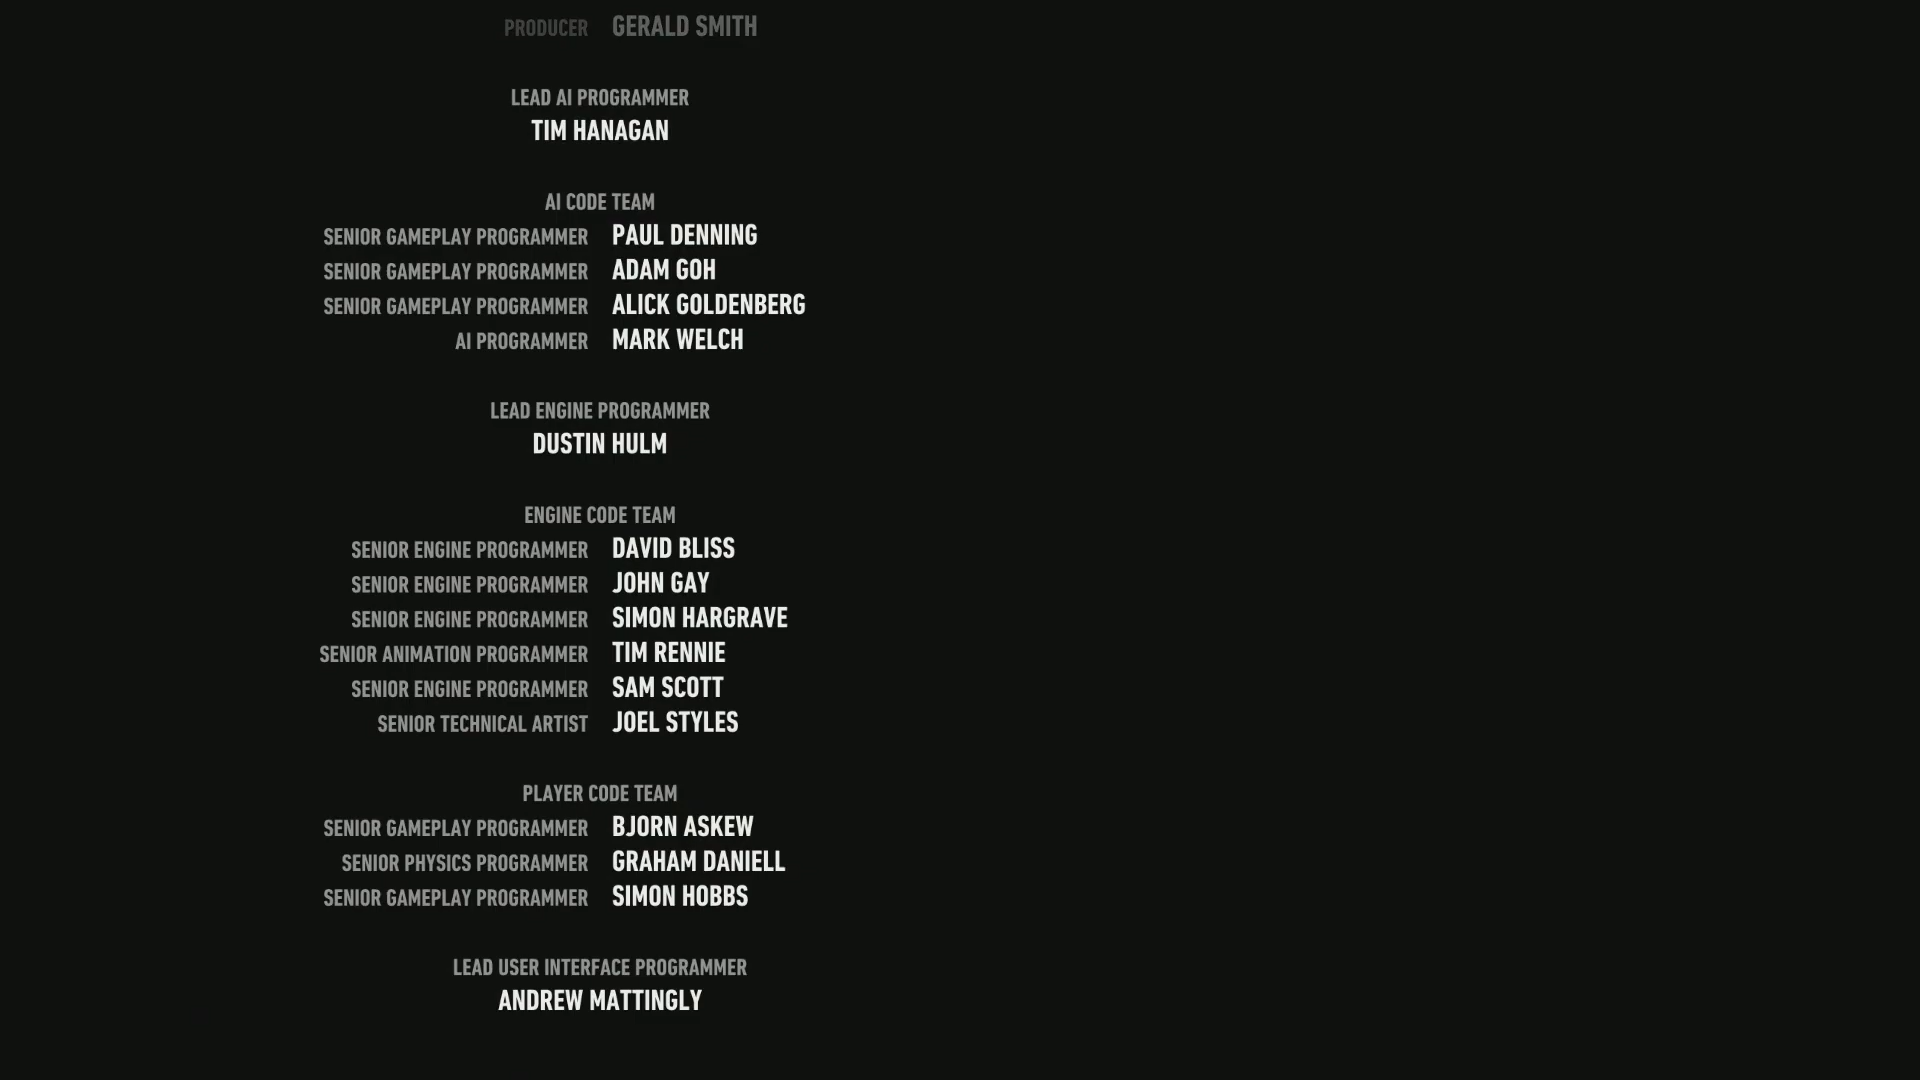 PRODUCER GERALD SMITH
LEAD AI PROGRAMMER
TIM HANAGAN
AI CODE TEAM
SENIOR GAMEPLAY PROGRAMMER PAUL DENNING
SENIOR GAMEPLAY PROGRAMMER ADAM GOH
SENIOR GAMEPLAY PROGRAMMER ALICK GOLDENBERG
AI PROGRAMMER MARK WELCH
LEAD ENGINE PROGRAMMER
DUSTIN HULM
ENGINE CODE TEAM
SENIOR ENGINE PROGRAMMER DAVID BLISS
SENIOR ENGINE PROGRAMMER JOHN GAY
SENIOR ENGINE PROGRAMMER SIMON HARGRAVE
SENIOR ANIMATION PROGRAMMER TIM RENNIE
SENIOR ENGINE PROGRAMMER SAM SCOTT
SENIOR TECHNICAL ARTIST JOEL STYLES
PLAYER CODE TEAM
SENIOR GAMEPLAY PROGRAMMER BJORN ASKEW
SENIOR PHYSICS PROGRAMMER GRAHAM DANIELL
SENIOR GAMEPLAY PROGRAMMER SIMON HOBBS
LEAD USER INTERFACE PROGRAMMER
ANDREW MATTINGLY